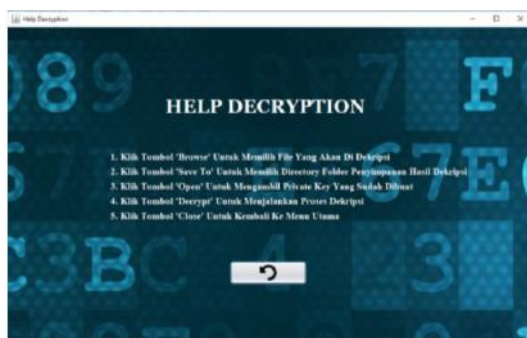 Help Decryption
HELP DECRYPTION
1. Klik Tombol 'Browse' Untuk Memilih File Yang Akan Di Dekripsi
2. Klik Tombol 'Save To' Untuk Memilih Directory Folder Penyimpanan Hasil Dekripsi
3. Klik Tombol 'Open' Untuk Mengambil Private Key Yang Sudah Dibuat
4. Klik Tombol 'Decrypt' Untuk Menjalankan Proses Dekripsi
5. Klik Tombol 'Close' Untuk Kembali Ke Menu Utama